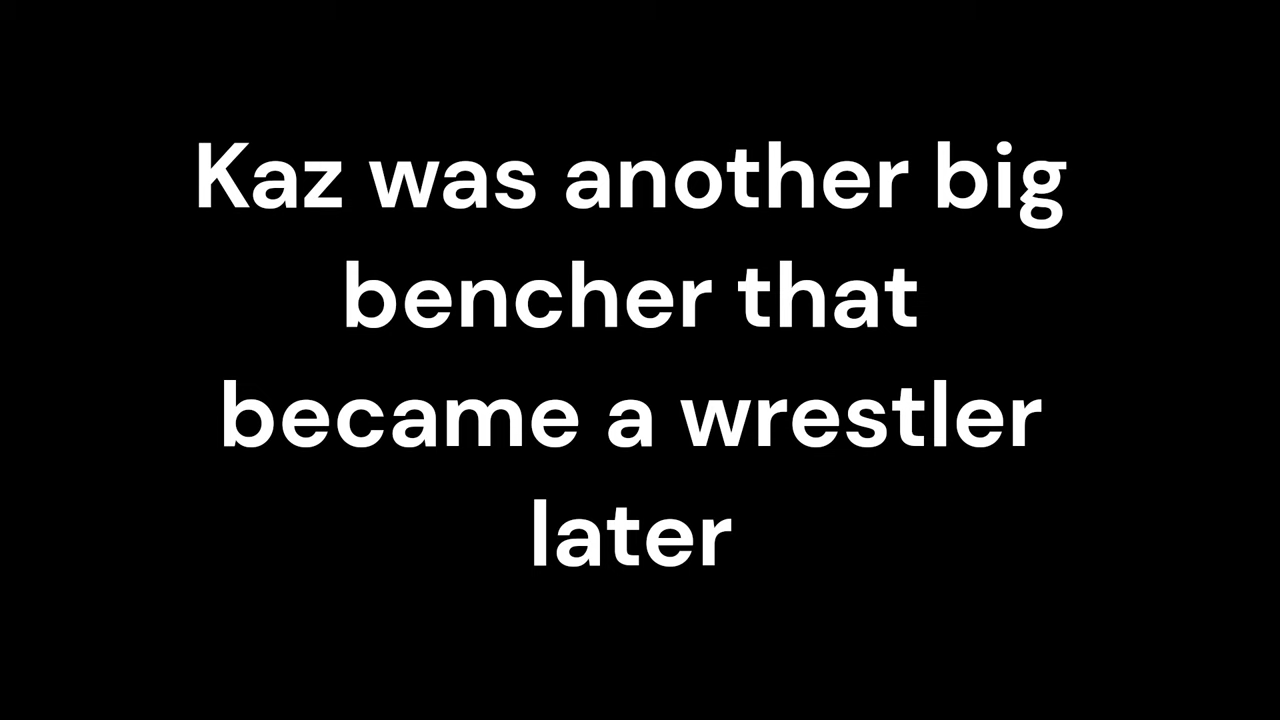 Kaz was another big
bencher that
became a wrestler
later